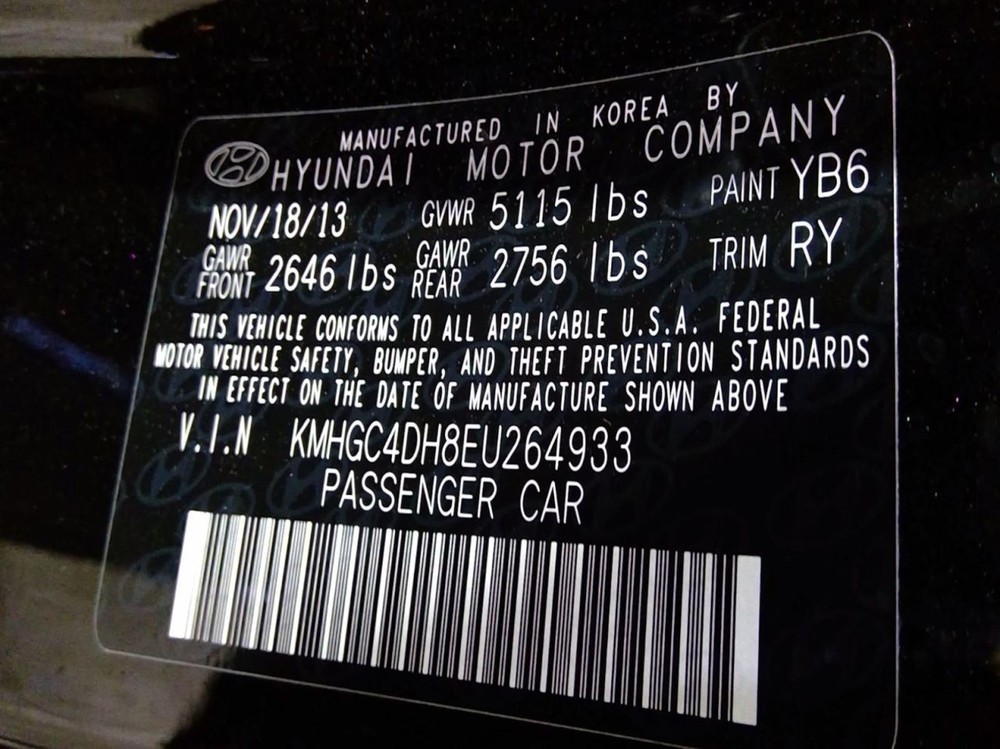 MANUFACTURED IN KOREA BY
HYUNDAI MOTOR COMPANY
NOV/18/13 GVWR 5115 lbs PAINT YB6
GAWR FRONT 2646 lbs GAWR REAR 2756 lbs TRIM RY
THIS VEHICLE CONFORMS TO ALL APPLICABLE U.S.A. FEDERAL
MOTOR VEHICLE SAFETY, BUMPER, AND THEFT PREVENTION STANDARDS
IN EFFECT ON THE DATE OF MANUFACTURE SHOWN ABOVE
V.I.N KMHGC4DH8EU264933
PASSENGER CAR